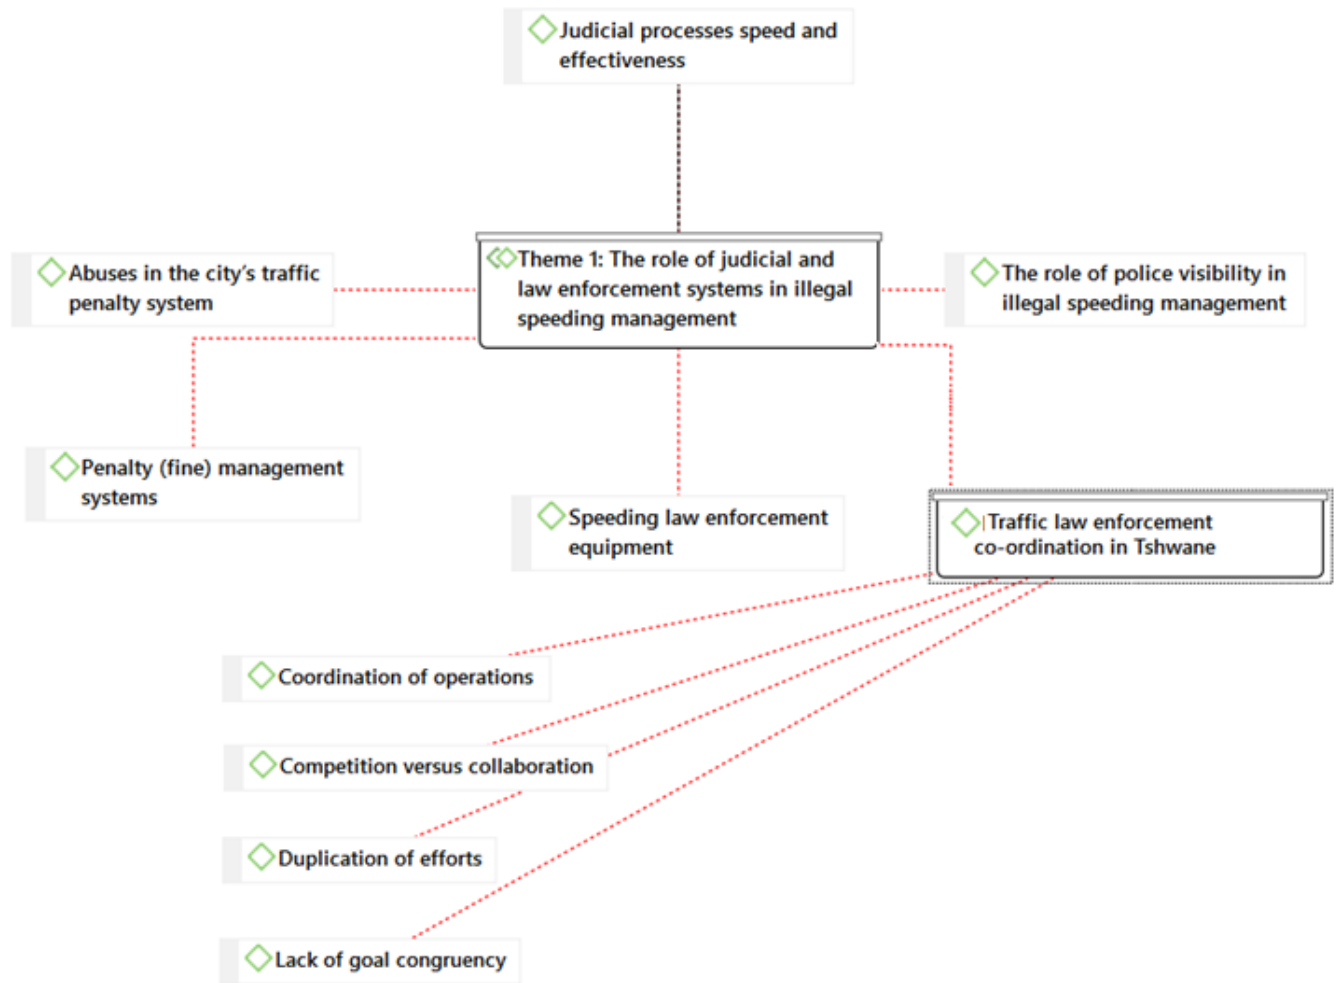 Judicial processes speed and
effectiveness
Abuses in the city's traffic
penalty system
Theme 1: The role of judicial and
law enforcement systems in illegal
speeding management
The role of police visibility in
illegal speeding management
Penalty (fine) management
systems
Speeding law enforcement
equipment
Traffic law enforcement
co-ordination in Tshwane
Coordination of operations
Competition versus collaboration
Duplication of efforts
Lack of goal congruency